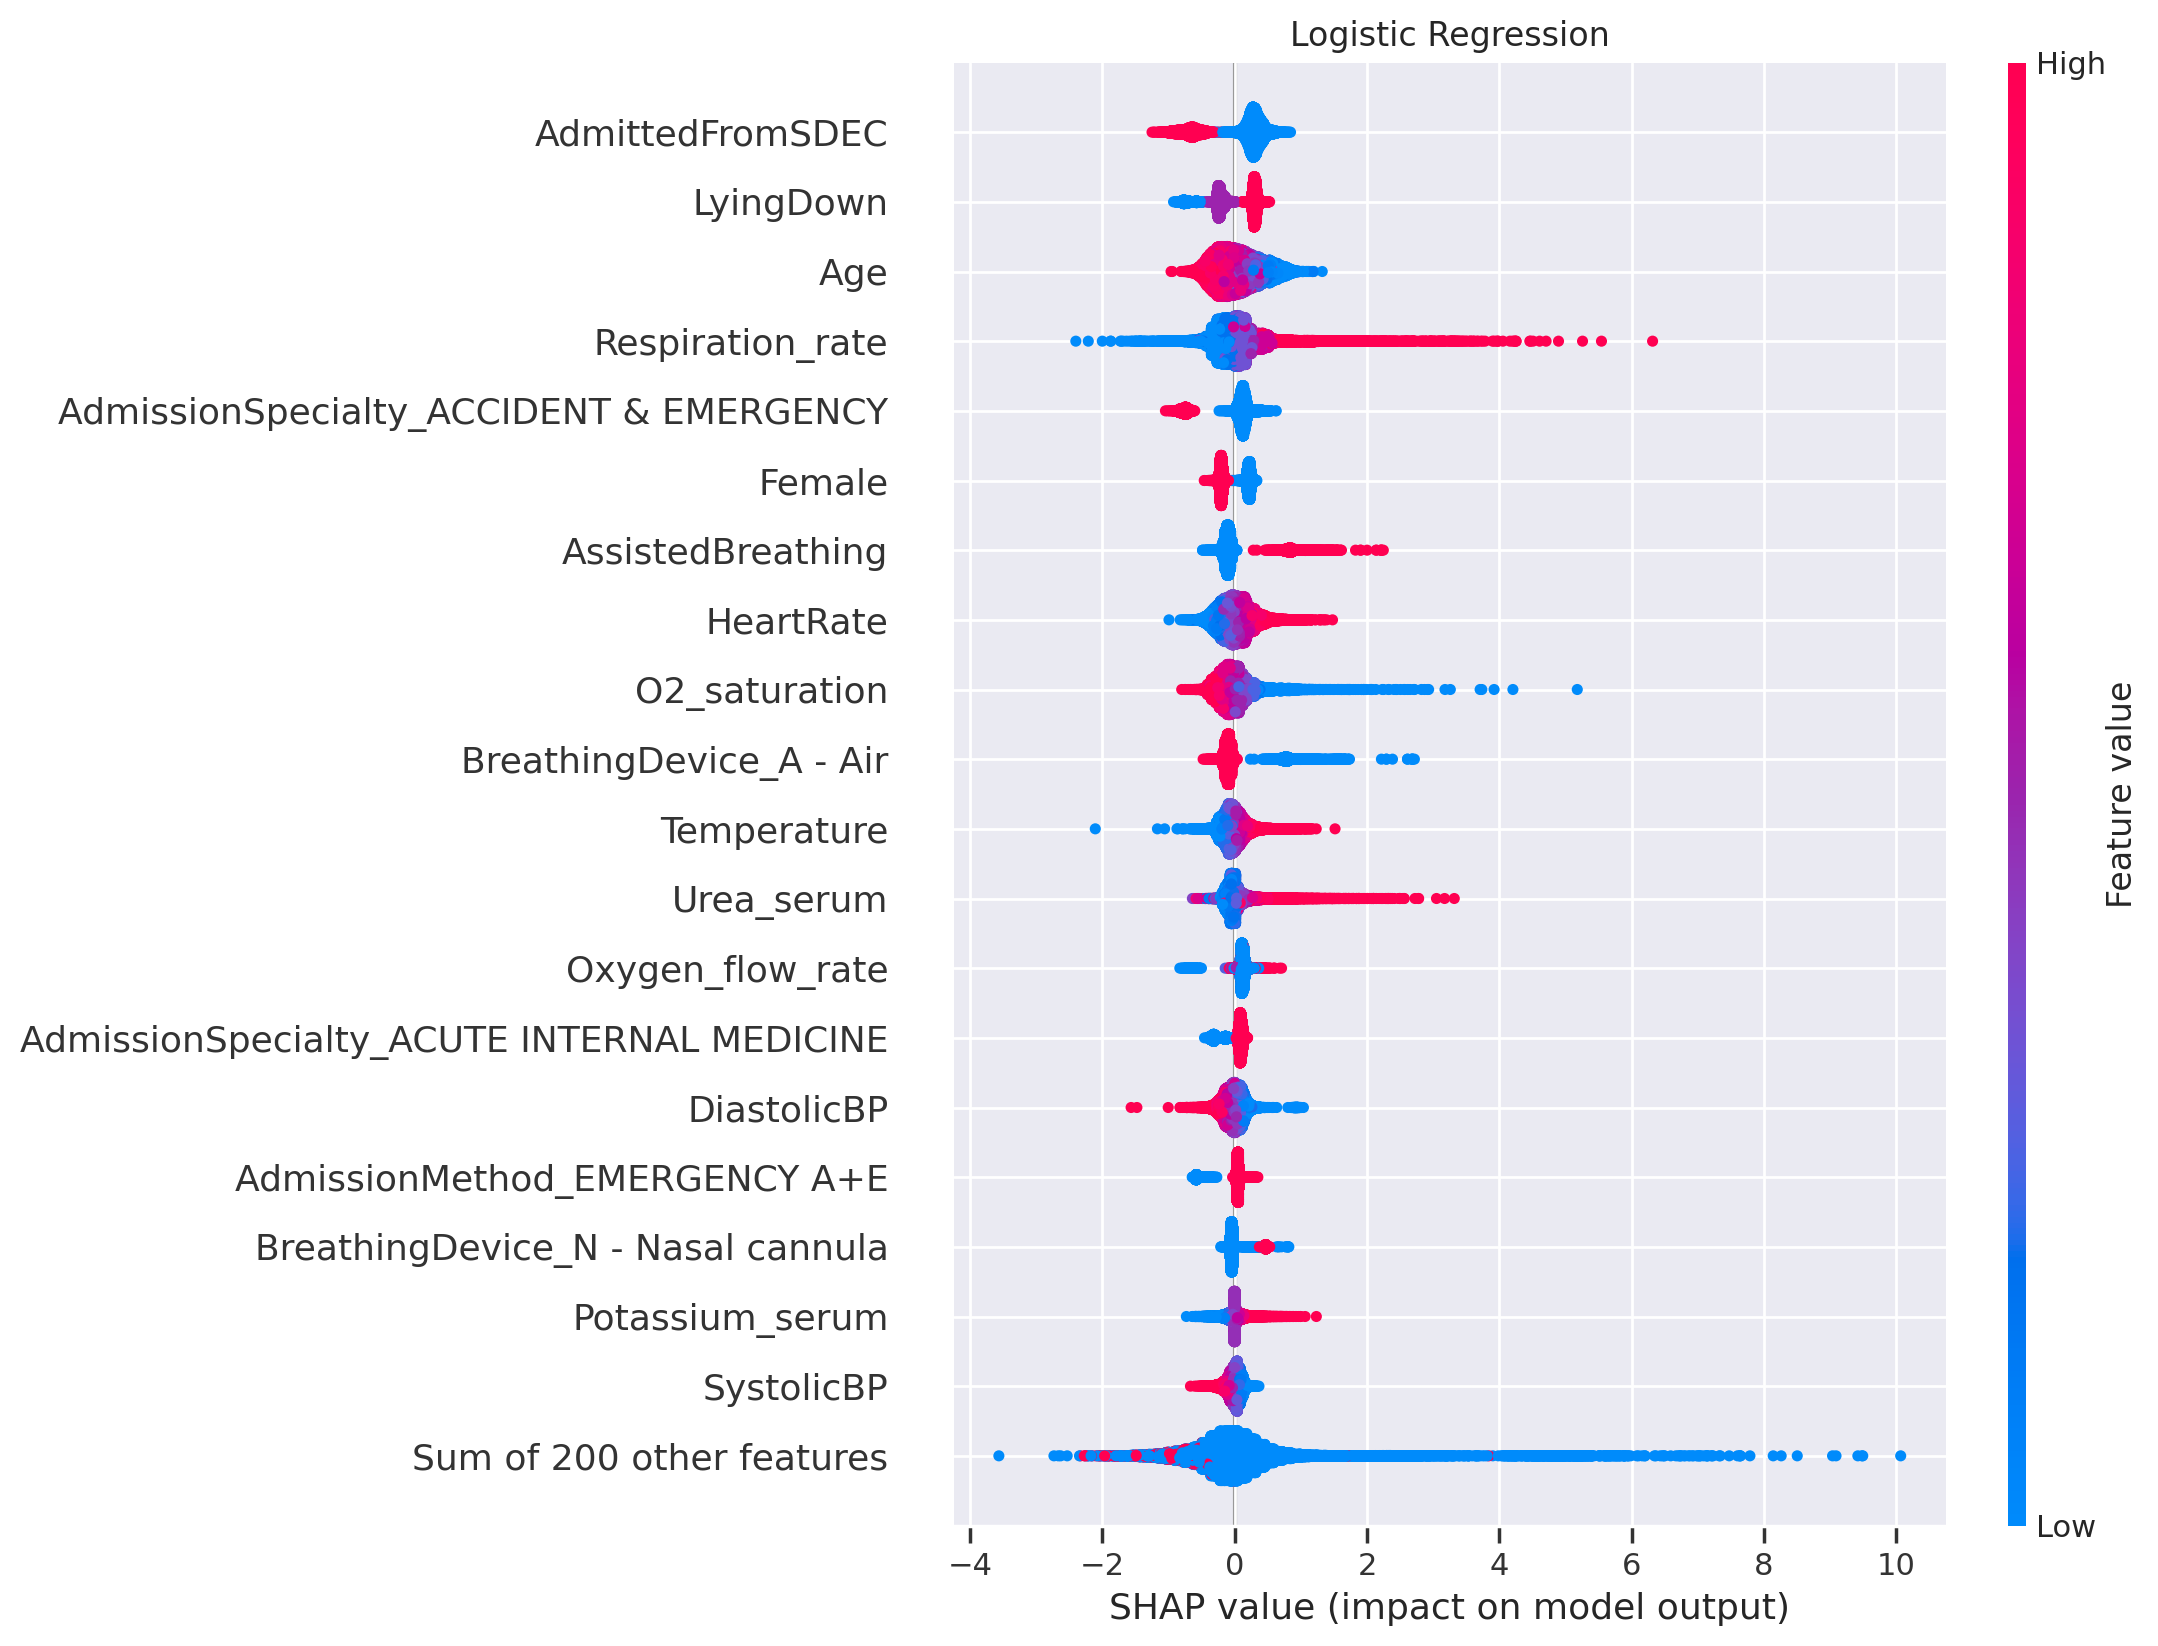 Logistic Regression
High
AdmittedFromSDEC
LyingDown
Age
Respiration_rate
AdmissionSpecialty_ACCIDENT & EMERGENCY
Female
AssistedBreathing
HeartRate
O2_saturation
BreathingDevice_A - Air
Temperature
Urea_serum
Oxygen_flow_rate
AdmissionSpecialty_ACUTE INTERNAL MEDICINE
DiastolicBP
AdmissionMethod_EMERGENCY A+E
BreathingDevice_N - Nasal cannula
Potassium_serum
SystolicBP
Sum of 200 other features
Feature value
Low
−4 −2 0 2 4 6 8 10
SHAP value (impact on model output)